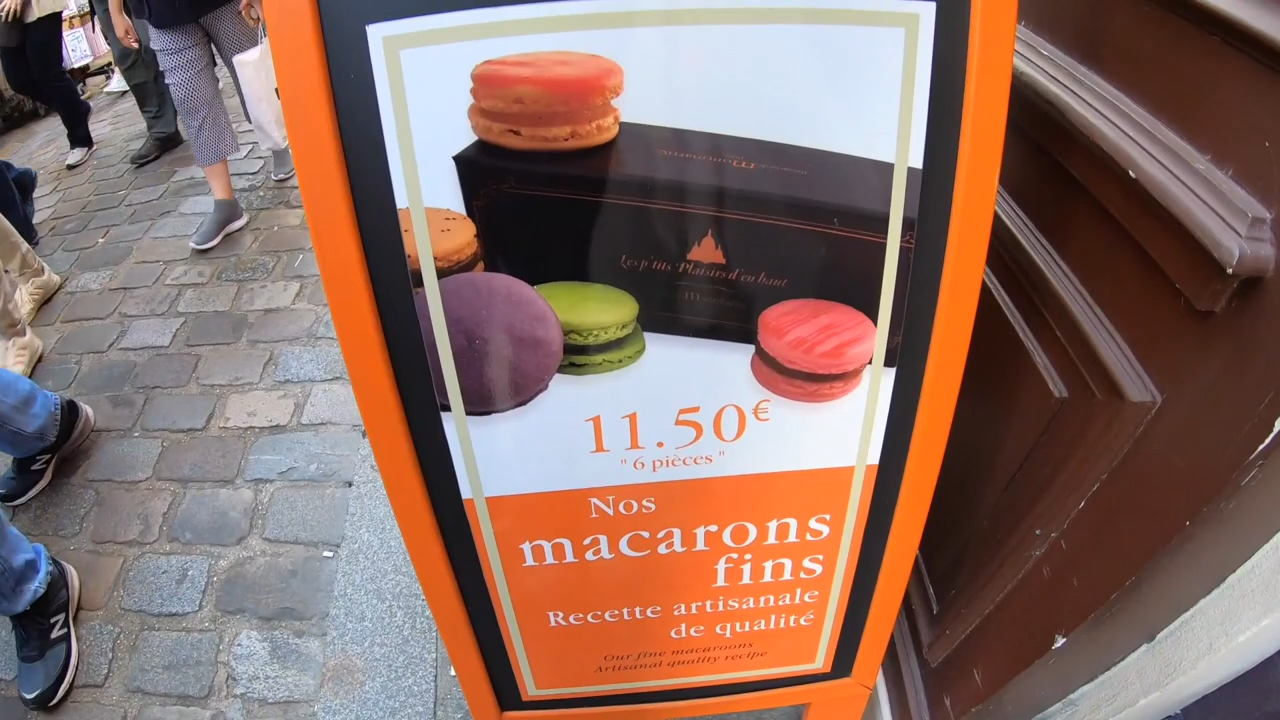 Montmartre
Les p'tits Plaisirs d'en haut
11.50€
" 6 pièces "
Nos
macarons
fins
Recette artisanale
de qualité
Our fine macaroons
Artisanal quality recipe
N
N